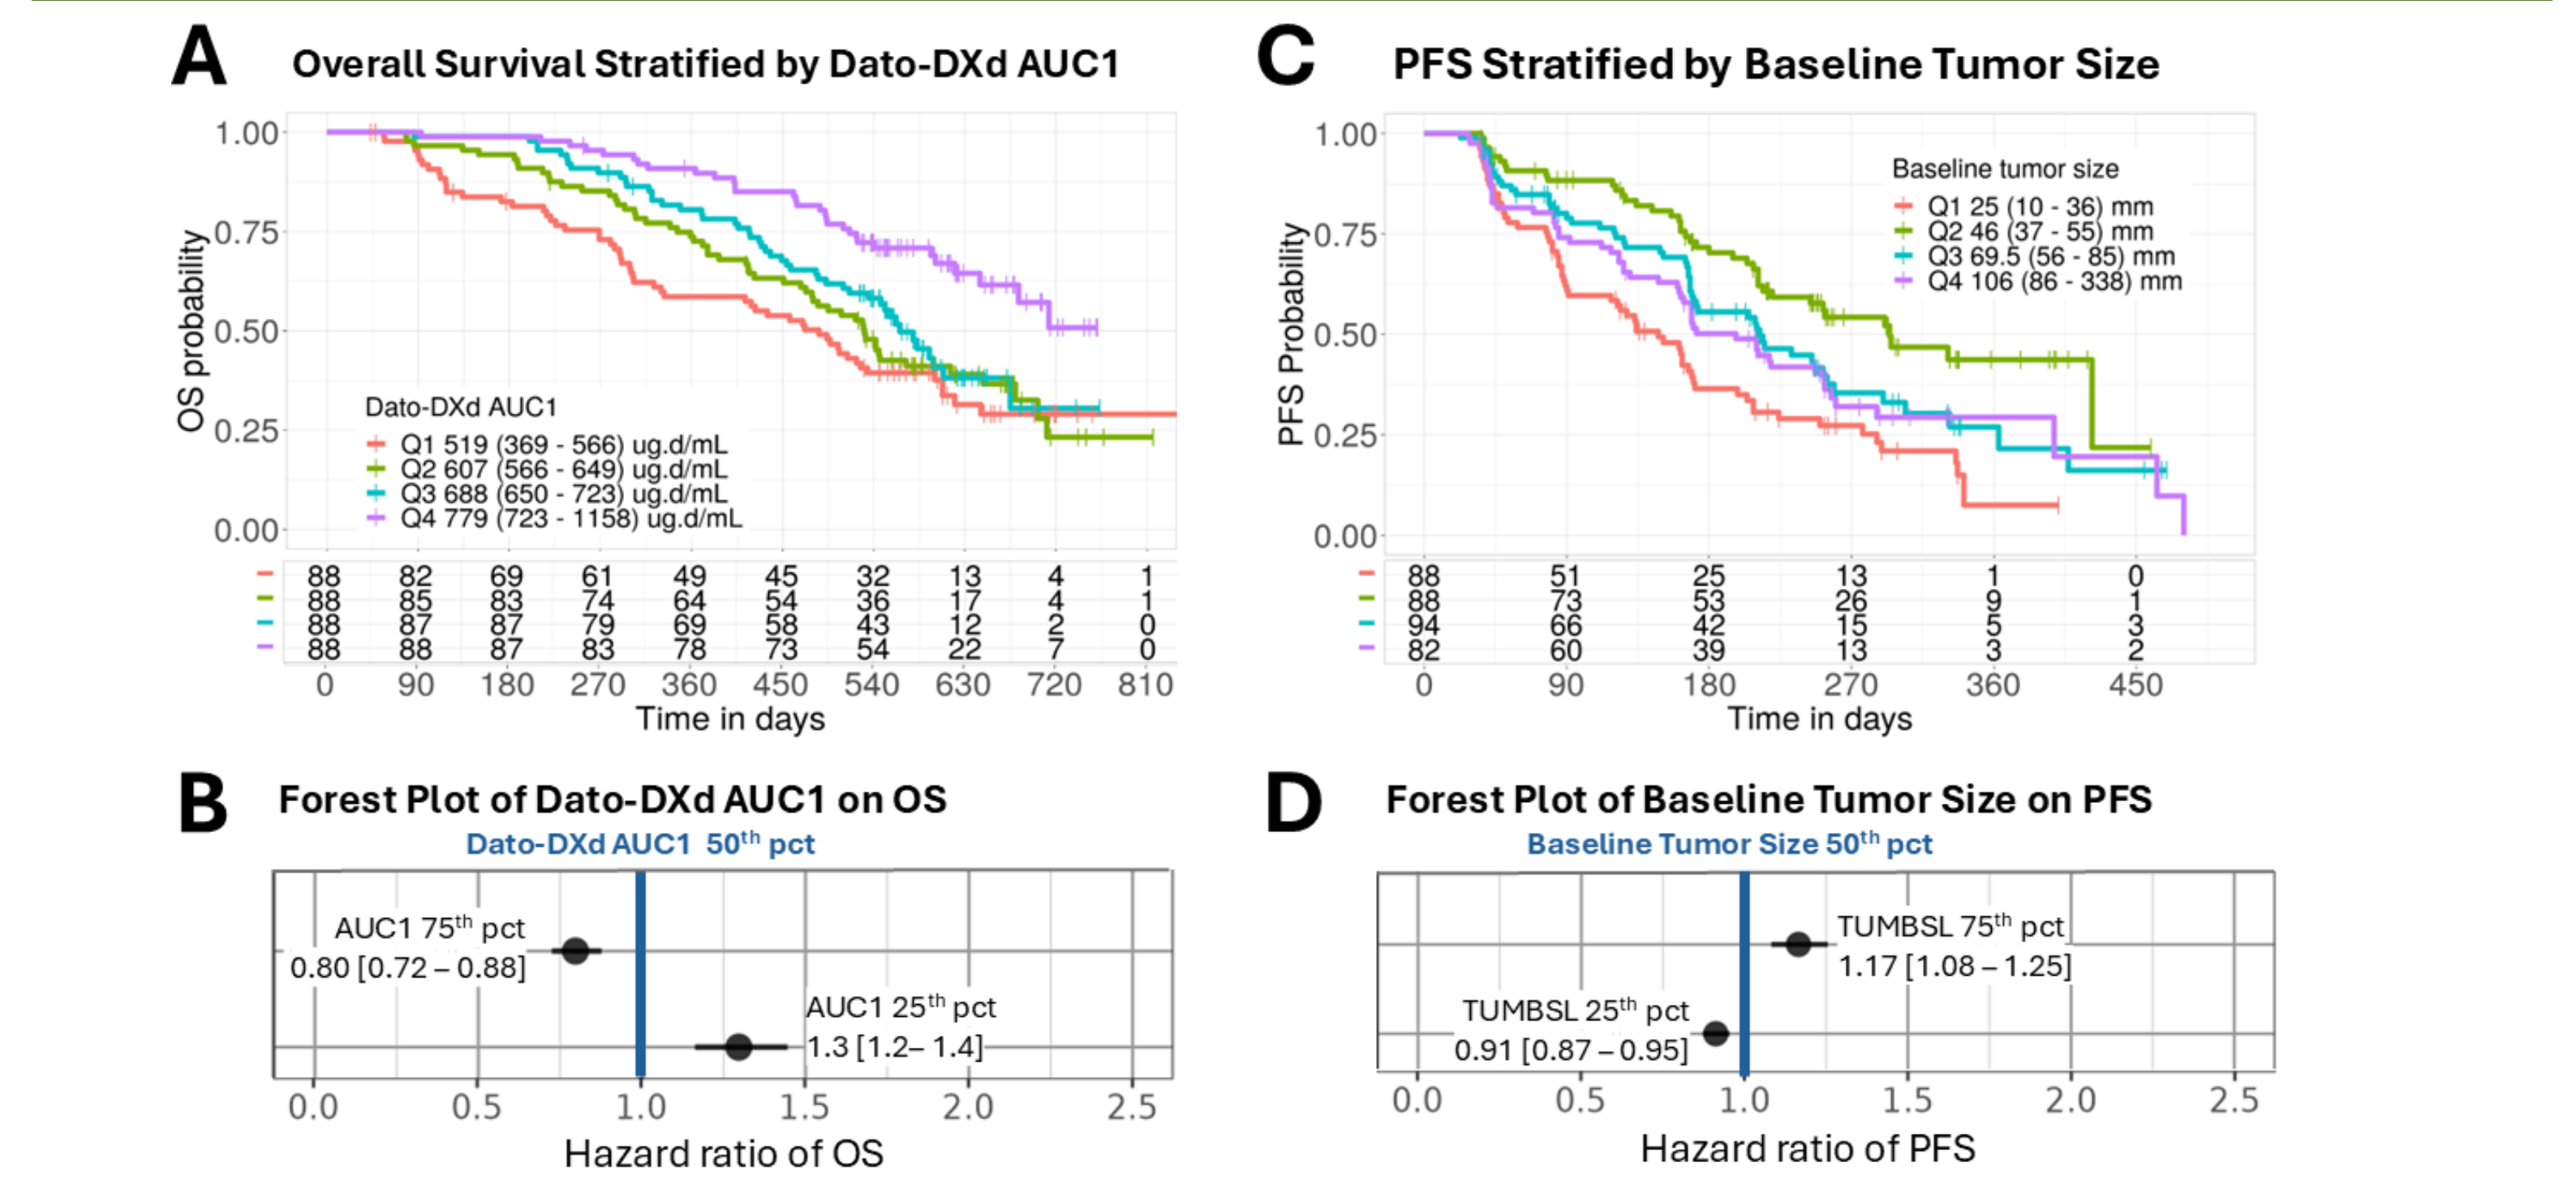 A
Overall Survival Stratified by Dato-DXd AUC1
OS probability
1.00
0.75
0.50
0.25
0.00
Dato-DXd AUC1
Q1 519 (369 - 566) ug.d/mL
Q2 607 (566 - 649) ug.d/mL
Q3 688 (650 - 723) ug.d/mL
Q4 779 (723 - 1158) ug.d/mL
88 82 69 61 49 45 32 13 4 1
88 85 83 74 64 54 36 17 4 1
88 87 87 79 69 58 43 12 2 0
88 88 87 83 78 73 54 22 7 0
0 90 180 270 360 450 540 630 720 810
Time in days
B
Forest Plot of Dato-DXd AUC1 on OS
Dato-DXd AUC1 50th pct
AUC1 75th pct
0.80 [0.72 – 0.88]
AUC1 25th pct
1.3 [1.2– 1.4]
0.0 0.5 1.0 1.5 2.0 2.5
Hazard ratio of OS
C
PFS Stratified by Baseline Tumor Size
PFS Probability
1.00
0.75
0.50
0.25
0.00
Baseline tumor size
Q1 25 (10 - 36) mm
Q2 46 (37 - 55) mm
Q3 69.5 (56 - 85) mm
Q4 106 (86 - 338) mm
88 51 25 13 1 0
88 73 53 26 9 1
94 66 42 15 5 3
82 60 39 13 3 2
0 90 180 270 360 450
Time in days
D
Forest Plot of Baseline Tumor Size on PFS
Baseline Tumor Size 50th pct
TUMBSL 75th pct
1.17 [1.08 – 1.25]
TUMBSL 25th pct
0.91 [0.87 – 0.95]
0.0 0.5 1.0 1.5 2.0 2.5
Hazard ratio of PFS